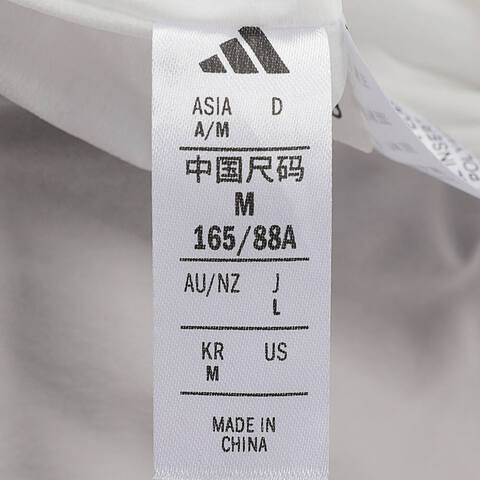 ASIA D
A/M
中国尺码
M
165/88A
AU/NZ J
L
KR US
M
MADE IN
CHINA